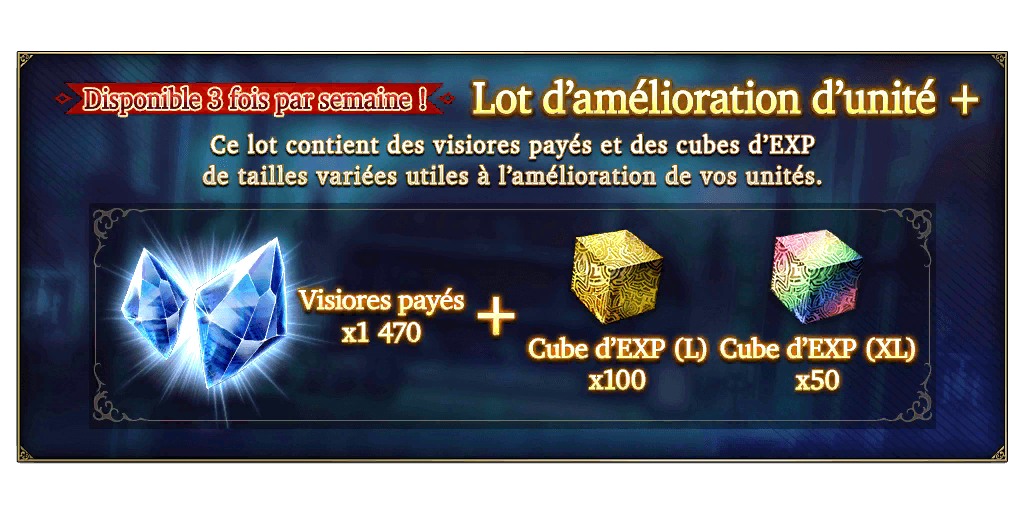 Disponible 3 fois par semaine !
Lot d’amélioration d’unité +
Ce lot contient des visiores payés et des cubes d’EXP
de tailles variées utiles à l’amélioration de vos unités.
Visiores payés
x1 470
+
Cube d’EXP (L)
x100
Cube d’EXP (XL)
x50